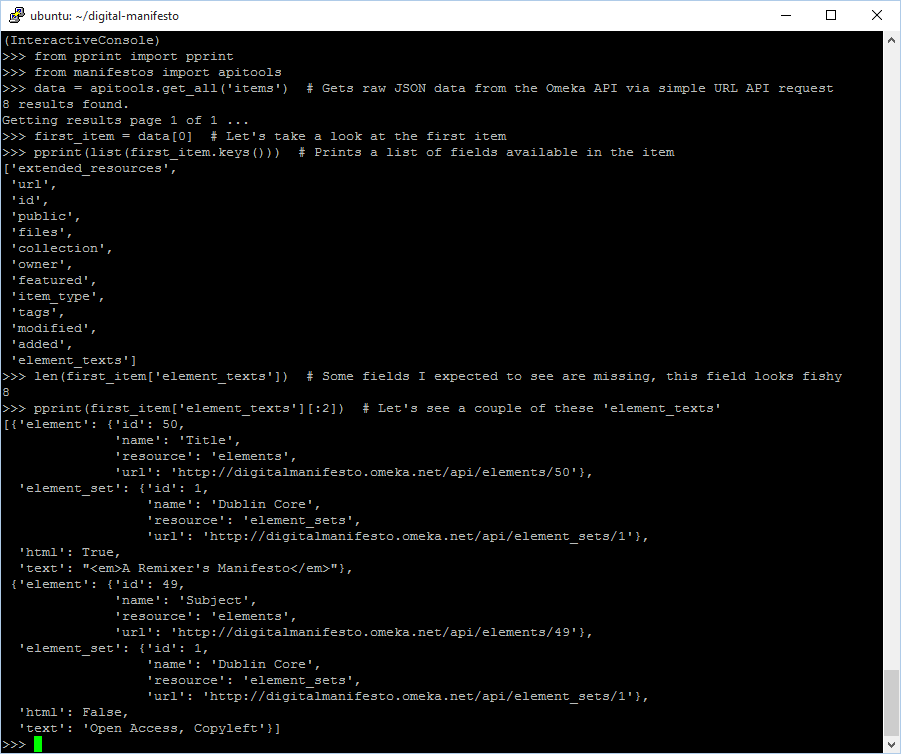 ubuntu: ~/digital-manifesto
(InteractiveConsole)
>>> from pprint import pprint
>>> from manifestos import apitools
>>> data = apitools.get_all('items')  # Gets raw JSON data from the Omeka API via simple URL API request
8 results found.
Getting results page 1 of 1 ...
>>> first_item = data[0]  # Let's take a look at the first item
>>> pprint(list(first_item.keys()))  # Prints a list of fields available in the item
['extended_resources',
 'url',
 'id',
 'public',
 'files',
 'collection',
 'owner',
 'featured',
 'item_type',
 'tags',
 'modified',
 'added',
 'element_texts']
>>> len(first_item['element_texts'])  # Some fields I expected to see are missing, this field looks fishy
8
>>> pprint(first_item['element_texts'][:2])  # Let's see a couple of these 'element_texts'
[{'element': {'id': 50,
              'name': 'Title',
              'resource': 'elements',
              'url': 'http://digitalmanifesto.omeka.net/api/elements/50'},
  'element_set': {'id': 1,
                  'name': 'Dublin Core',
                  'resource': 'element_sets',
                  'url': 'http://digitalmanifesto.omeka.net/api/element_sets/1'},
  'html': True,
  'text': "<em>A Remixer's Manifesto</em>"},
 {'element': {'id': 49,
              'name': 'Subject',
              'resource': 'elements',
              'url': 'http://digitalmanifesto.omeka.net/api/elements/49'},
  'element_set': {'id': 1,
                  'name': 'Dublin Core',
                  'resource': 'element_sets',
                  'url': 'http://digitalmanifesto.omeka.net/api/element_sets/1'},
  'html': False,
  'text': 'Open Access, Copyleft'}]
>>>